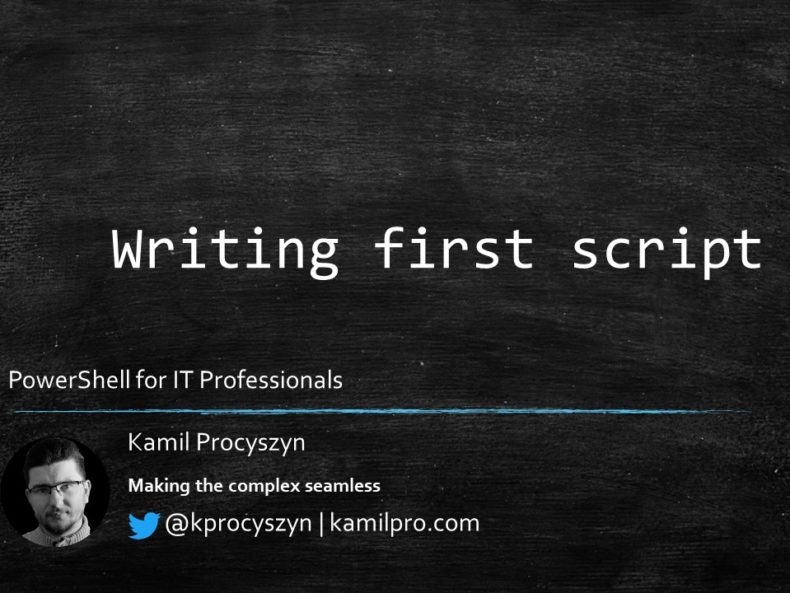 Writing first script
PowerShell for IT Professionals
Kamil Procyszyn
Making the complex seamless
@kprocyszyn | kamilpro.com